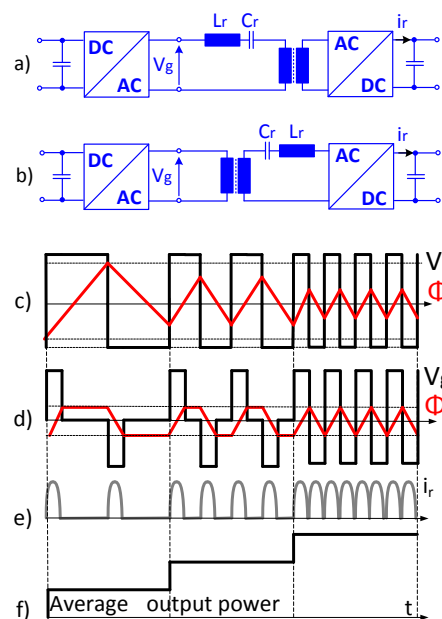 Lr Cr
DC AC ir
a) Vg
AC DC
Cr Lr
DC AC ir
b) Vg
AC DC
c) V
Φ
Vg
d) Φ
e) ir
f) Average output power t